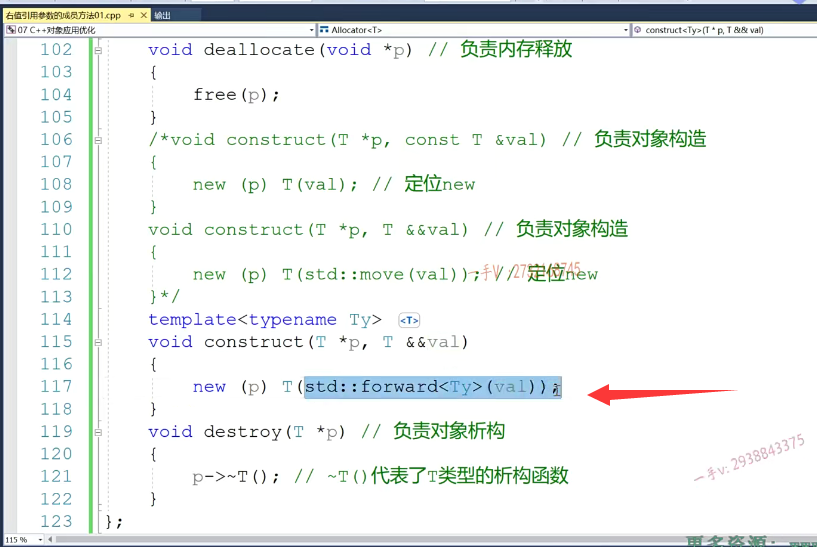 右值引用参数的成员方法01.cpp 输出
07 C++对象应用优化 Allocator<T> construct<Ty>(T * p, T && val)
102 void deallocate(void *p) // 负责内存释放
103 {
104 free(p);
105 }
106 /*void construct(T *p, const T &val) // 负责对象构造
107 {
108 new (p) T(val); // 定位new
109 }
110 void construct(T *p, T &&val) // 负责对象构造
111 {
112 new (p) T(std::move(val)); // 定位new
113 }*/
114 template<typename Ty> <T>
115 void construct(T *p, T &&val)
116 {
117 new (p) T(std::forward<Ty>(val));
118 }
119 void destroy(T *p) // 负责对象析构
120 {
121 p->~T(); // ~T()代表了T类型的析构函数
122 }
123 };
一手v:2938843375
115 %
更多资源: